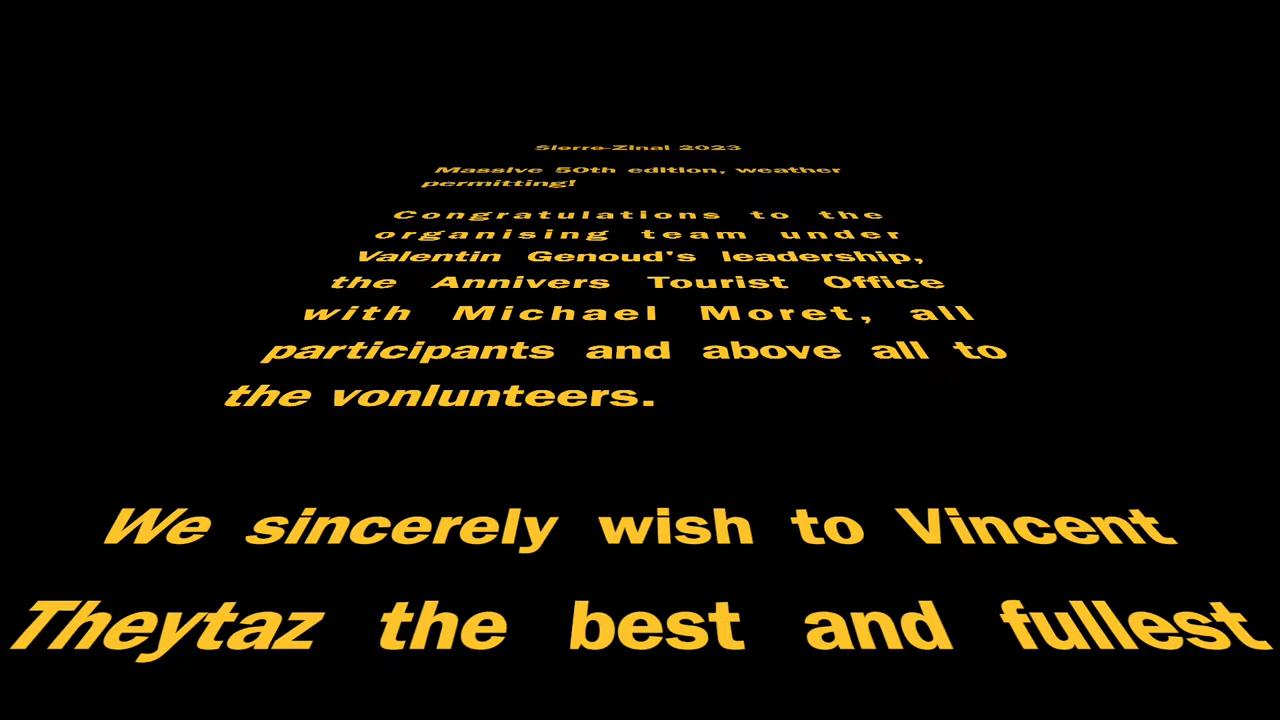 Sierre-Zinal 2023
Massive 50th edition, weather
permitting!
Congratulations to the
organising team under
Valentin Genoud's leadership,
the Annivers Tourist Office
with Michael Moret, all
participants and above all to
the vonlunteers.
We sincerely wish to Vincent
Theytaz the best and fullest